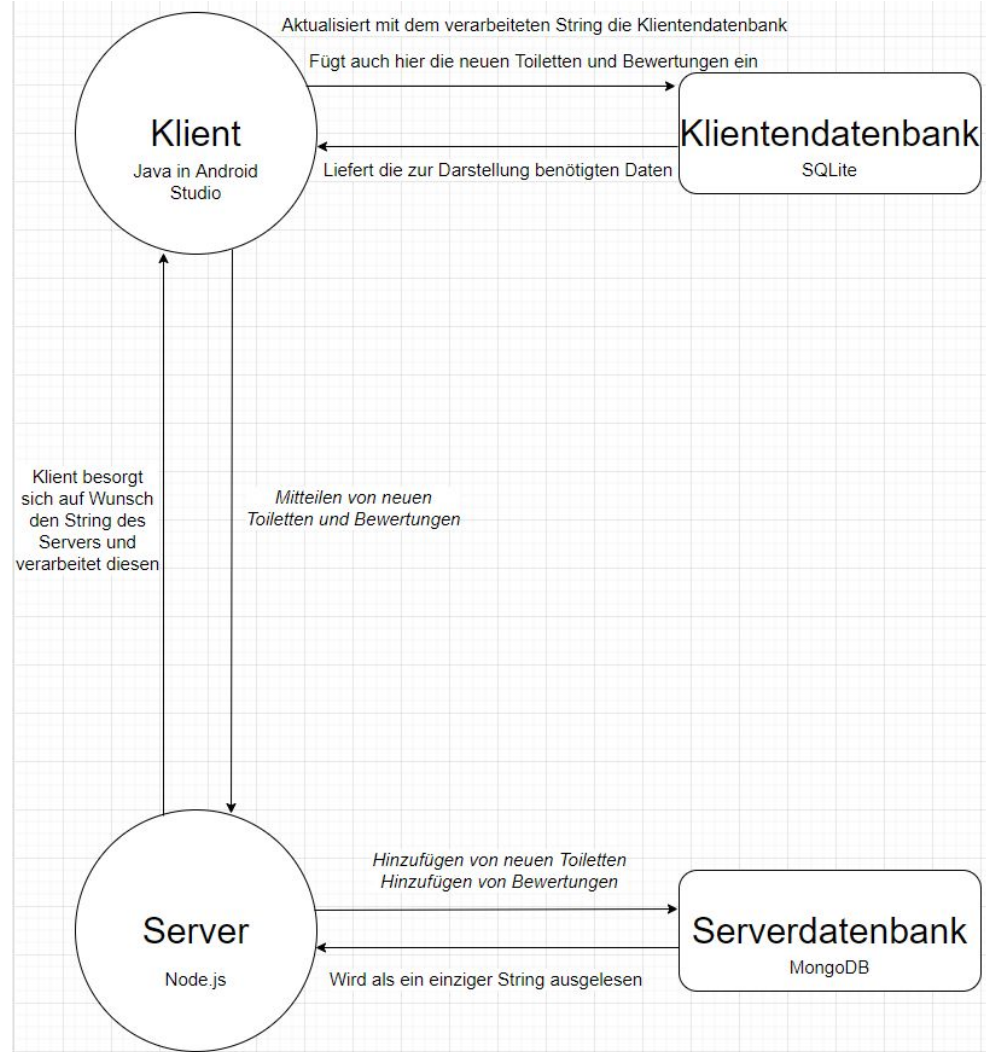 Aktualisiert mit dem verarbeiteten String die Klientendatenbank
Fügt auch hier die neuen Toiletten und Bewertungen ein
Klient
Java in Android
Studio
Klientendatenbank
SQLite
Liefert die zur Darstellung benötigten Daten
Klient besorgt
sich auf Wunsch
den String des
Servers und
verarbeitet diesen
Mitteilen von neuen
Toiletten und Bewertungen
Hinzufügen von neuen Toiletten
Hinzufügen von Bewertungen
Server
Node.js
Serverdatenbank
MongoDB
Wird als ein einziger String ausgelesen